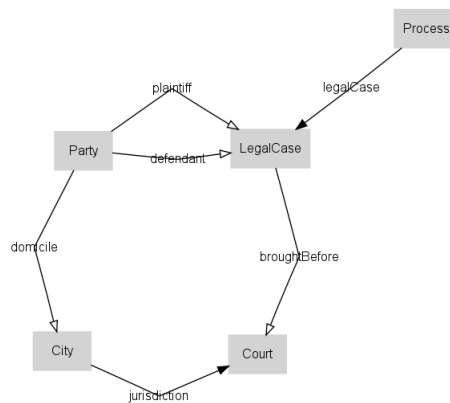 Process
legalCase
plaintiff
Party
LegalCase
defendant
domicile
broughtBefore
City
Court
jurisdiction